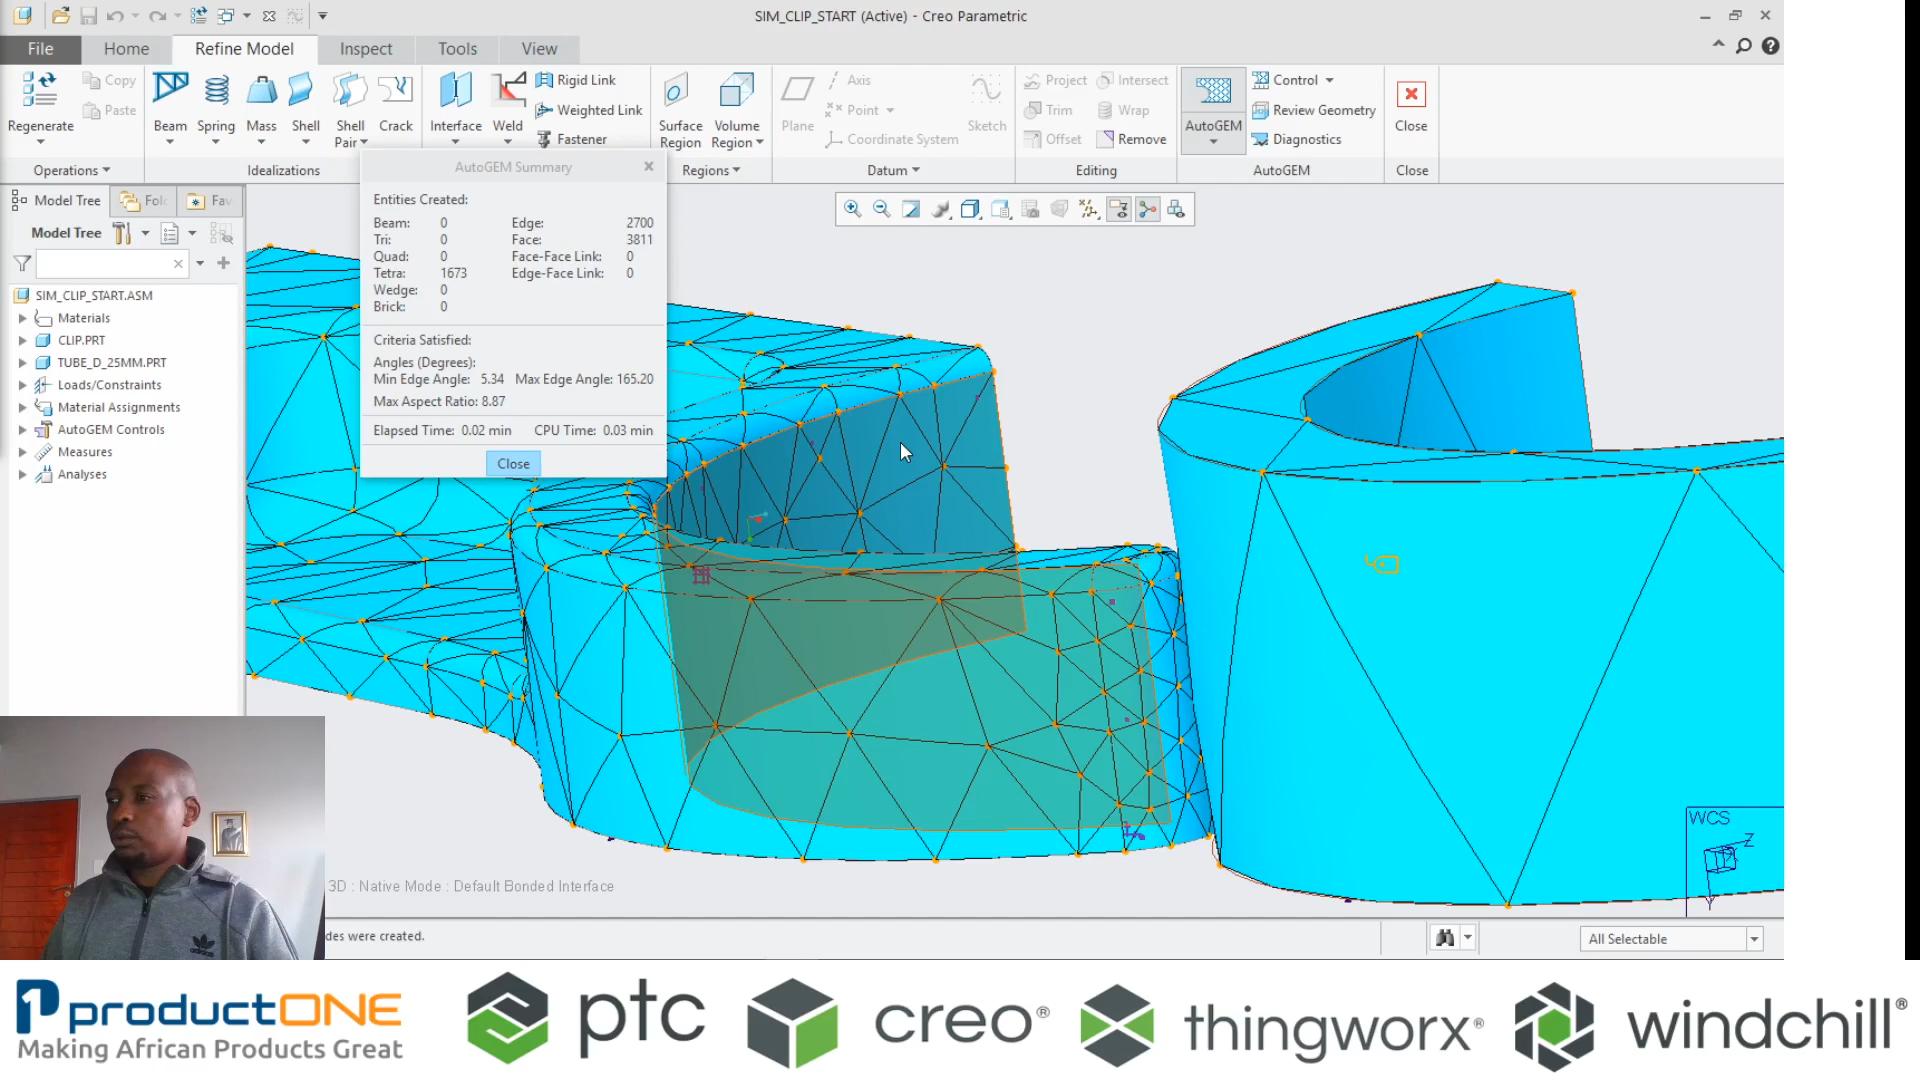 SIM_CLIP_START (Active) - Creo Parametric
File
Home
Refine Model
Inspect
Tools
View
Regenerate
Copy
Paste
Beam
Spring
Mass
Shell
Shell Pair
Crack
Interface
Weld
Rigid Link
Weighted Link
Fastener
Surface Region
Volume Region
Plane
Axis
Point
Coordinate System
Sketch
Project
Intersect
Trim
Wrap
Offset
Remove
AutoGEM
Control
Review Geometry
Diagnostics
Close
Operations
Idealizations
Regions
Datum
Editing
AutoGEM
Close
Model Tree
Fol
Fav
Model Tree
SIM_CLIP_START.ASM
Materials
CLIP.PRT
TUBE_D_25MM.PRT
Loads/Constraints
Material Assignments
AutoGEM Controls
Measures
Analyses
AutoGEM Summary
Entities Created:
Beam: 0 Edge: 2700
Tri: 0 Face: 3811
Quad: 0 Face-Face Link: 0
Tetra: 1673 Edge-Face Link: 0
Wedge: 0
Brick: 0
Criteria Satisfied:
Angles (Degrees):
Min Edge Angle: 5.34 Max Edge Angle: 165.20
Max Aspect Ratio: 8.87
Elapsed Time: 0.02 min CPU Time: 0.03 min
Close
WCS
Z
Y
3D : Native Mode : Default Bonded Interface
des were created.
All Selectable
productONE
Making African Products Great
ptc
creo®
thingworx®
windchill®